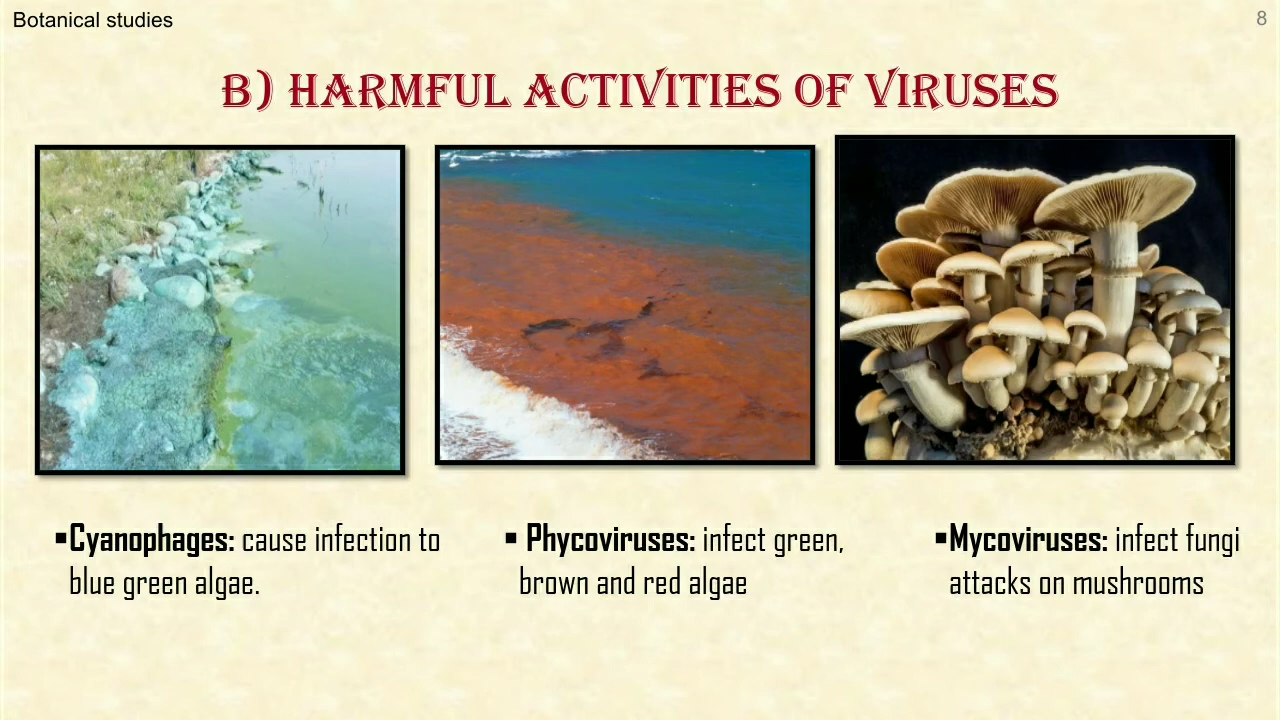 Botanical studies
8
B) Harmful activities of viruses
▪Cyanophages: cause infection to
blue green algae.
▪ Phycoviruses: infect green,
brown and red algae
▪Mycoviruses: infect fungi
attacks on mushrooms